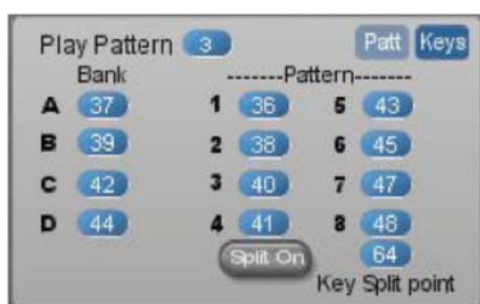 Play Pattern 3 Patt Keys
Bank -------Pattern-------
A 37 1 36 5 43
B 39 2 38 6 45
C 42 3 40 7 47
D 44 4 41 8 48
Split On 64
Key Split point